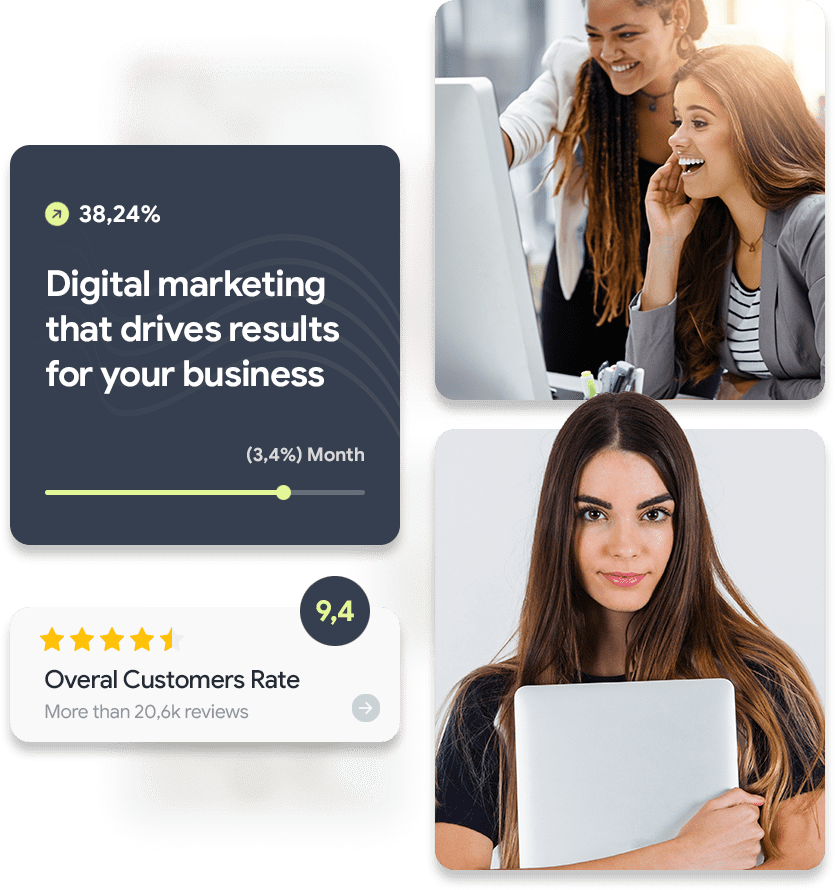 38,24%
Digital marketing
that drives results
for your business
(3,4%) Month
9,4
Overal Customers Rate
More than 20,6k reviews